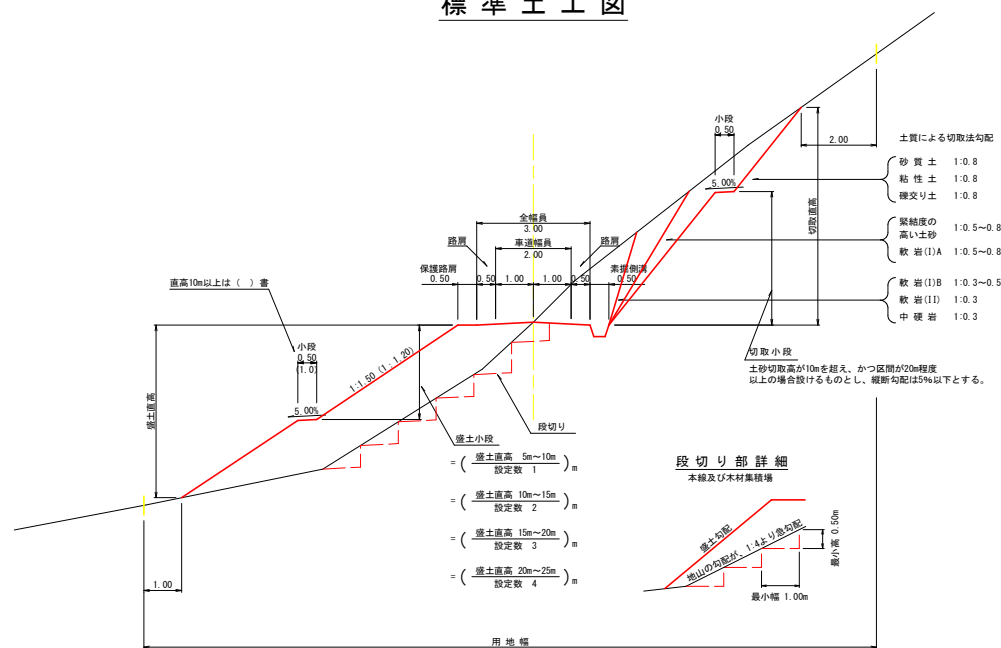 標準土工図
小段
0.50
2.00
土質による切取法勾配
砂質土 1:0.8
粘性土 1:0.8
礫交り土 1:0.8
5.00%
切取直高
緊結度の
高い土砂 1:0.5~0.8
軟岩(I)A 1:0.5~0.8
軟岩(I)B 1:0.3~0.5
軟岩(II) 1:0.3
中硬岩 1:0.3
全幅員
3.00
路肩 車道幅員 路肩
2.00
保護路肩 素掘側溝
0.50 0.50 1.00 1.00 0.50 0.50
直高10m以上は ( ) 書
切取小段
土砂切取高が10mを超え、かつ区間が20m程度
以上の場合設けるものとし、縦断勾配は5%以下とする。
小段
0.50
(1.0)
1:1.50 (1:1.20)
5.00%
盛土直高
段切り
盛土小段
=( 盛土直高 5m~10m
設定数 1 )m
=( 盛土直高 10m~15m
設定数 2 )m
=( 盛土直高 15m~20m
設定数 3 )m
=( 盛土直高 20m~25m
設定数 4 )m
段切り部詳細
本線及び木材集積場
盛土勾配
地山の勾配が、1:4より急勾配
最小高 0.50m
最小幅 1.00m
1.00
用地幅